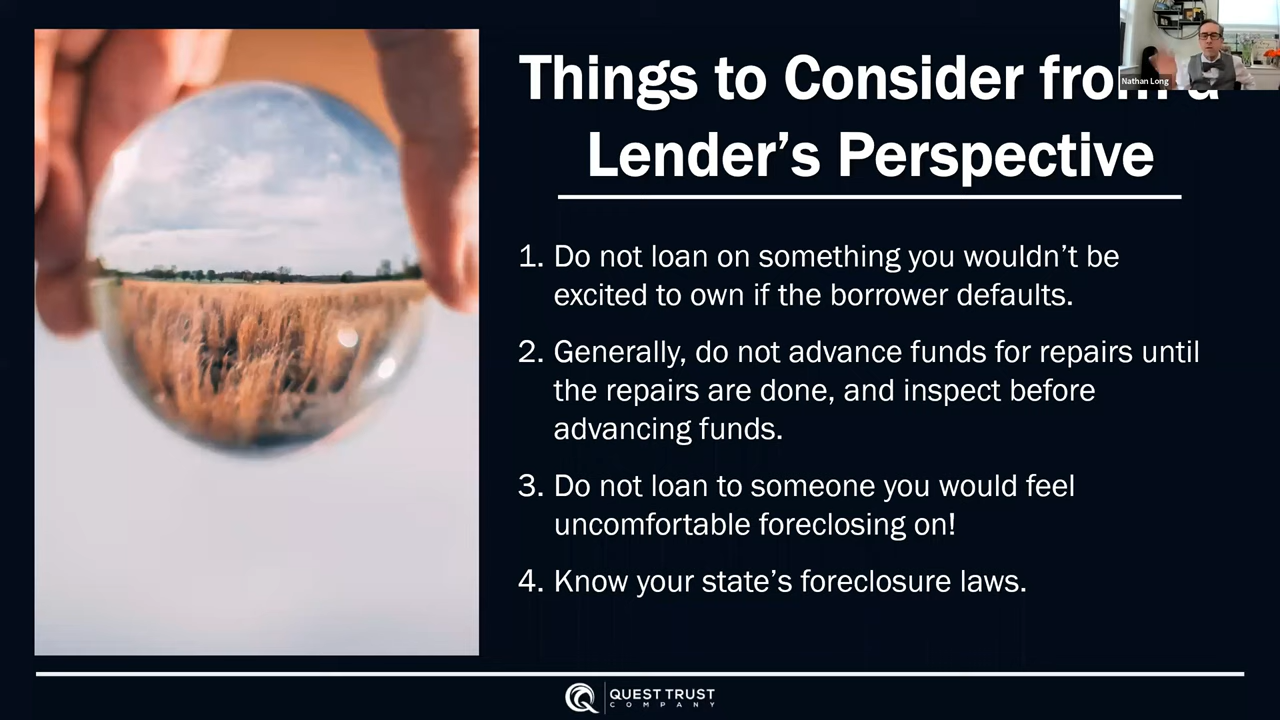 Things to Consider from a
Nathan Long
Lender's Perspective
1. Do not loan on something you wouldn't be
excited to own if the borrower defaults.
2. Generally, do not advance funds for repairs until
the repairs are done, and inspect before
advancing funds.
3. Do not loan to someone you would feel
uncomfortable foreclosing on!
4. Know your state's foreclosure laws.
QUEST TRUST
COMPANY